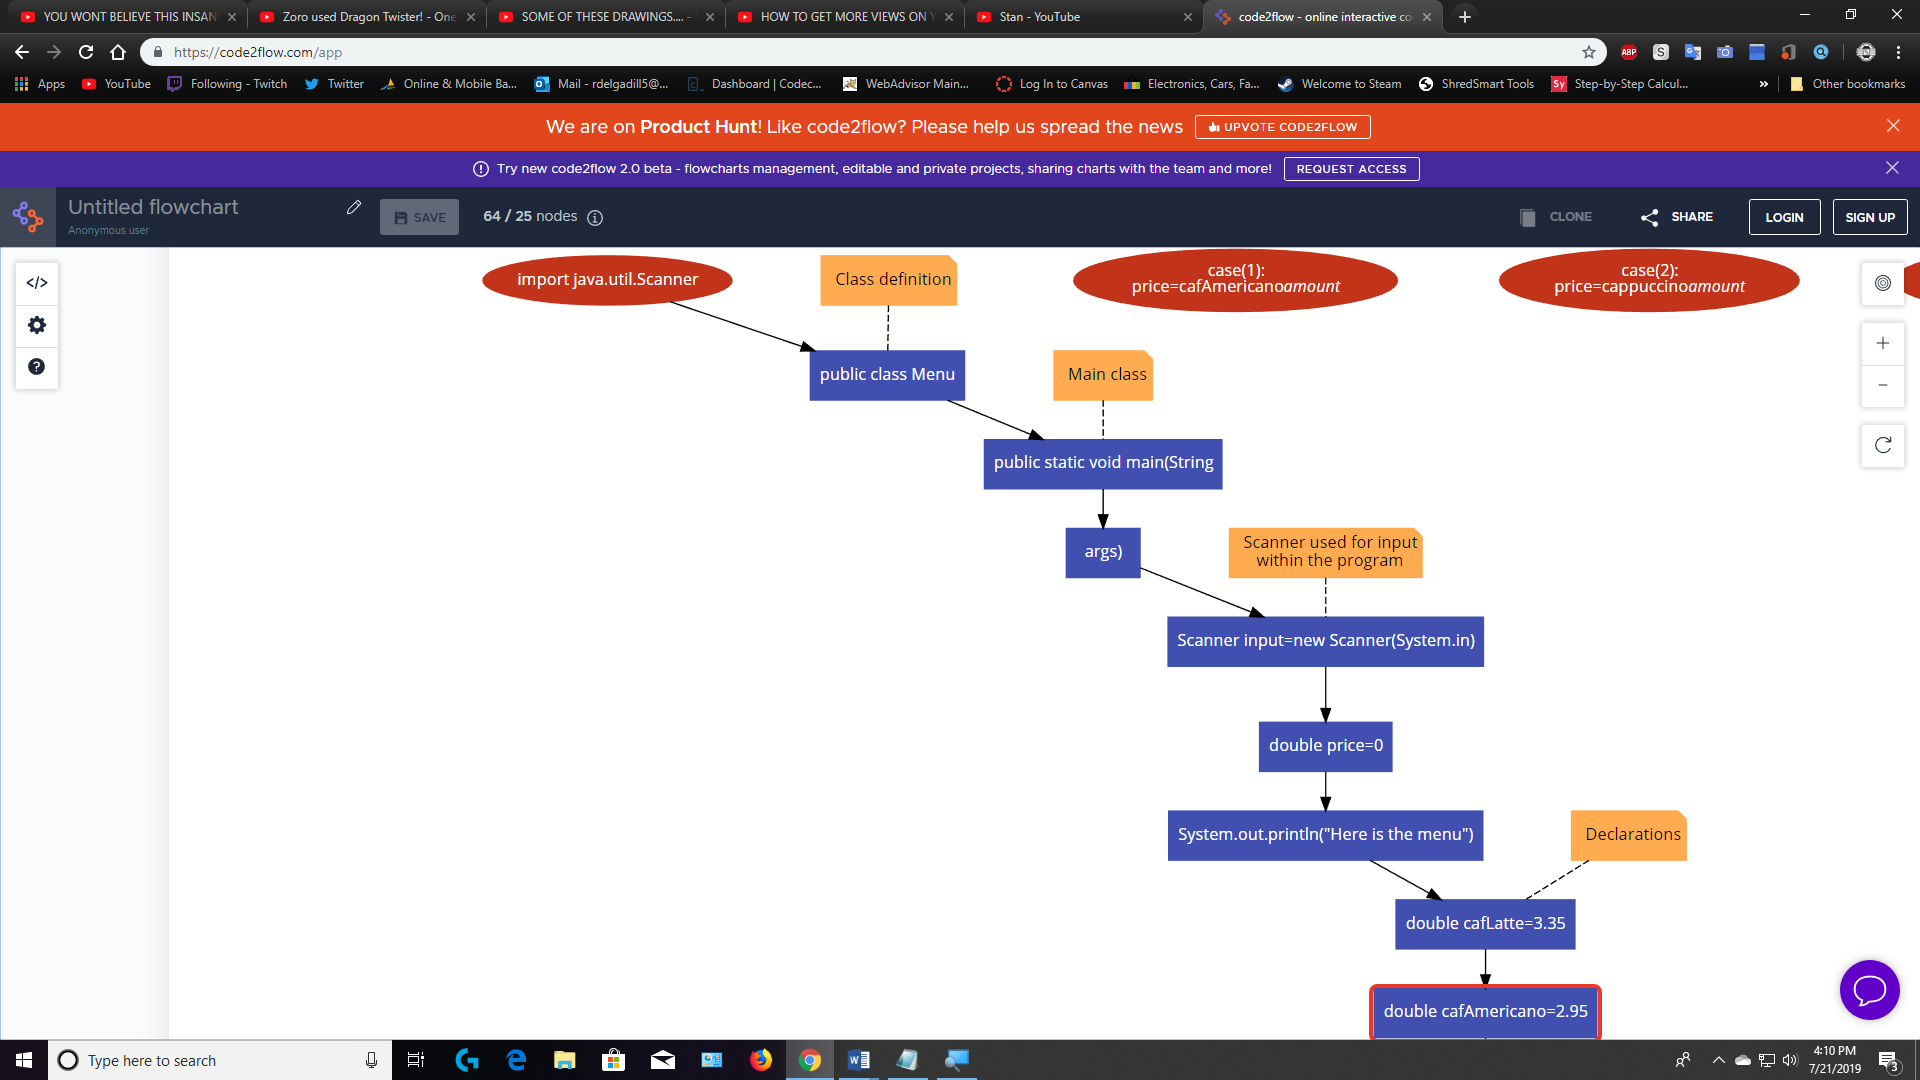 YOU WONT BELIEVE THIS INSAN
Zoro used Dragon Twister! - One
SOME OF THESE DRAWINGS.... -
HOW TO GET MORE VIEWS ON Y
Stan - YouTube
code2flow - online interactive co
https://code2flow.com/app
ABP
S
Apps
YouTube
Following - Twitch
Twitter
Online & Mobile Ba...
Mail - rdelgadill5@...
Dashboard | Codec...
WebAdvisor Main...
Log In to Canvas
Electronics, Cars, Fa...
Welcome to Steam
ShredSmart Tools
Sy
Step-by-Step Calcul...
»
Other bookmarks
We are on Product Hunt! Like code2flow? Please help us spread the news
UPVOTE CODE2FLOW
Try new code2flow 2.0 beta - flowcharts management, editable and private projects, sharing charts with the team and more!
REQUEST ACCESS
Untitled flowchart
Anonymous user
SAVE
64 / 25 nodes
CLONE
SHARE
LOGIN
SIGN UP
</>
import java.util.Scanner
Class definition
case(1):
price=cafAmericanoamount
case(2):
price=cappuccinoamount
public class Menu
Main class
public static void main(String
args)
Scanner used for input
within the program
Scanner input=new Scanner(System.in)
double price=0
System.out.println("Here is the menu")
Declarations
double cafLatte=3.35
double cafAmericano=2.95
Type here to search
4:10 PM
7/21/2019
3